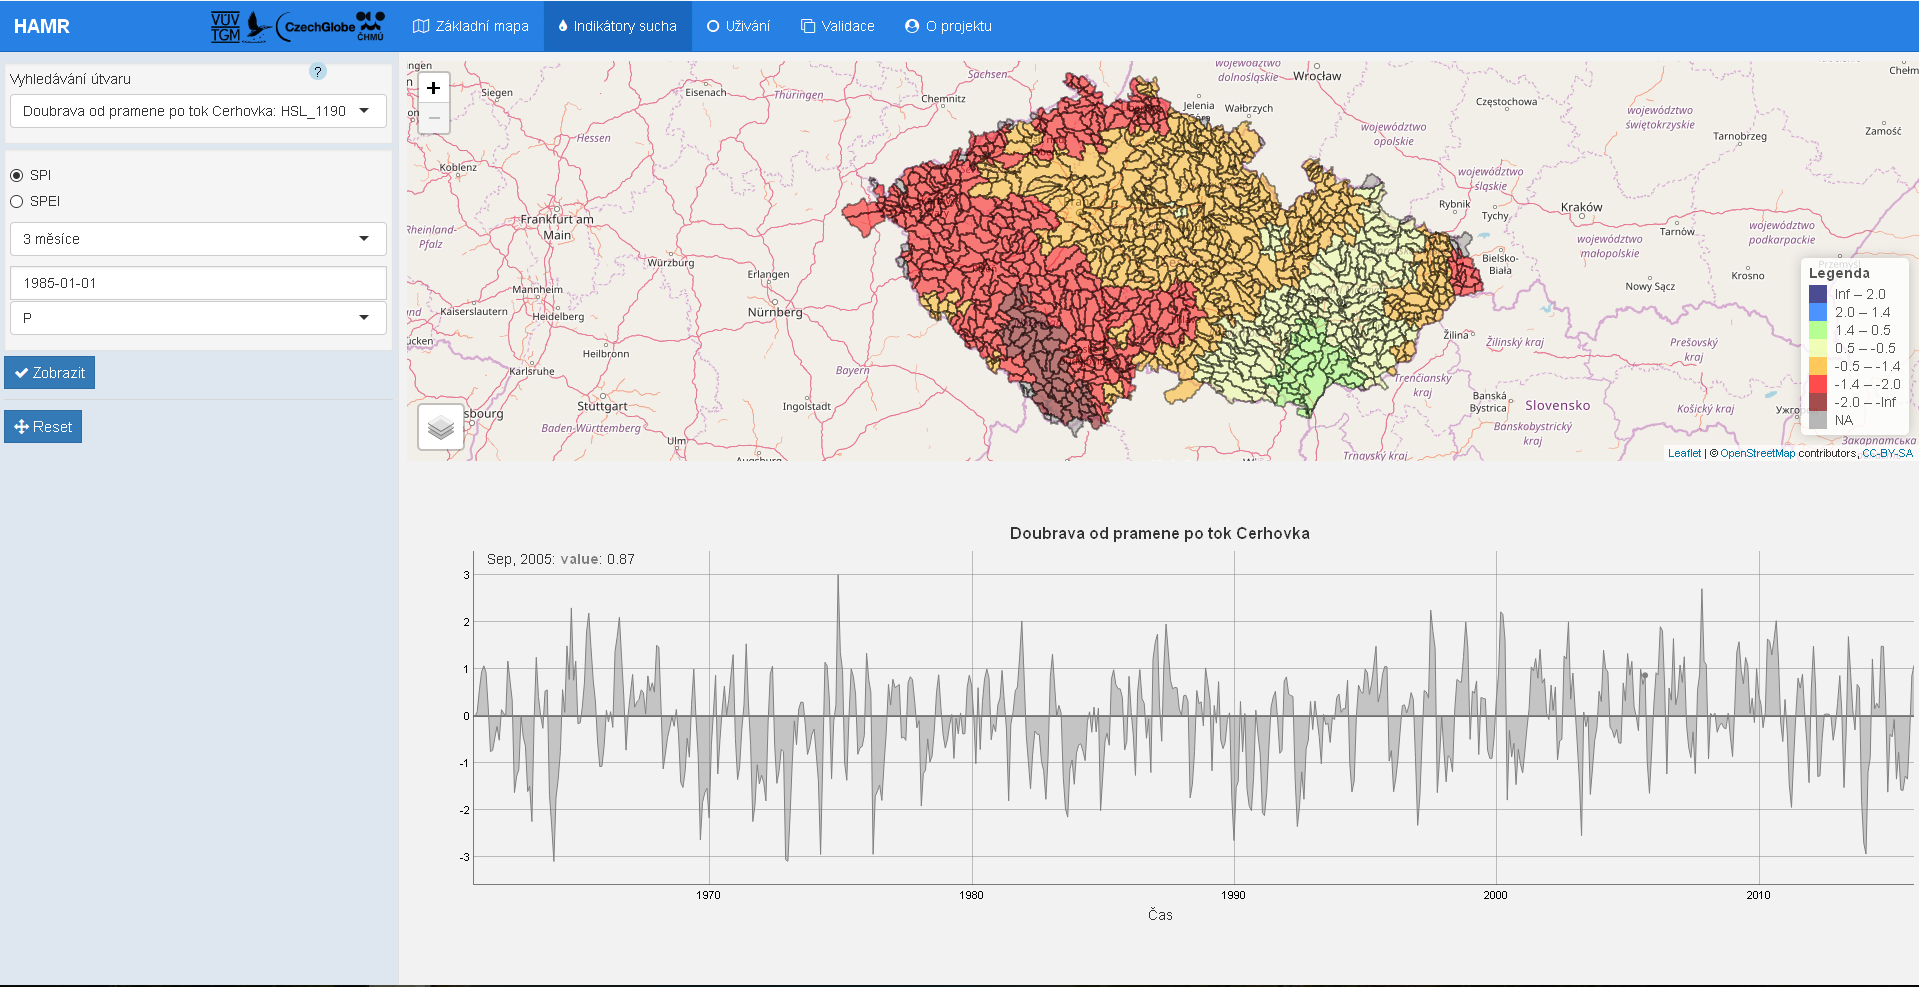 HAMR
VÚV
TGM
CzechGlobe
ČHMÚ
Základní mapa
Indikátory sucha
Užívání
Validace
O projektu
Vyhledávání útvaru
?
Doubrava od pramene po tok Cerhovka: HSL_1190
SPI
SPEI
3 měsíce
1985-01-01
P
Zobrazit
Reset
+
−
Siegen
Eisenach
Thüringen
Chemnitz
Sachsen
Hessen
Koblenz
Frankfurt am
Main
Rheinland-
Pfalz
Würzburg
Erlangen
Nürnberg
Mannheim
Kaiserslautern
Heidelberg
Heilbronn
Karlsruhe
Stuttgart
Baden-Württemberg
Ulm
Bayern
Ingolstadt
województwo
dolnośląskie
Wrocław
Jelenia
Góra
Wałbrzych
Częstochowa
województwo
opolskie
województwo
świętokrzyskie
Tarnobrzeg
Zamość
województwo
śląskie
Rybnik
Tychy
Kraków
Tarnów
województwo
małopolskie
województwo
podkarpackie
Bielsko-
Biała
Nowy Sącz
Krosno
Žilina
Žilinský kraj
Prešovský
kraj
Trenčiansky
kraj
Banská
Bystrica
Slovensko
Banskobystrický
kraj
Košický kraj
Trnavský kraj
Legenda
Inf – 2.0
2.0 – 1.4
1.4 – 0.5
0.5 – -0.5
-0.5 – -1.4
-1.4 – -2.0
-2.0 – -Inf
NA
Leaflet | © OpenStreetMap contributors, CC-BY-SA
Doubrava od pramene po tok Cerhovka
Sep, 2005: value: 0.87
3
2
1
0
-1
-2
-3
1970
1980
1990
2000
2010
Čas